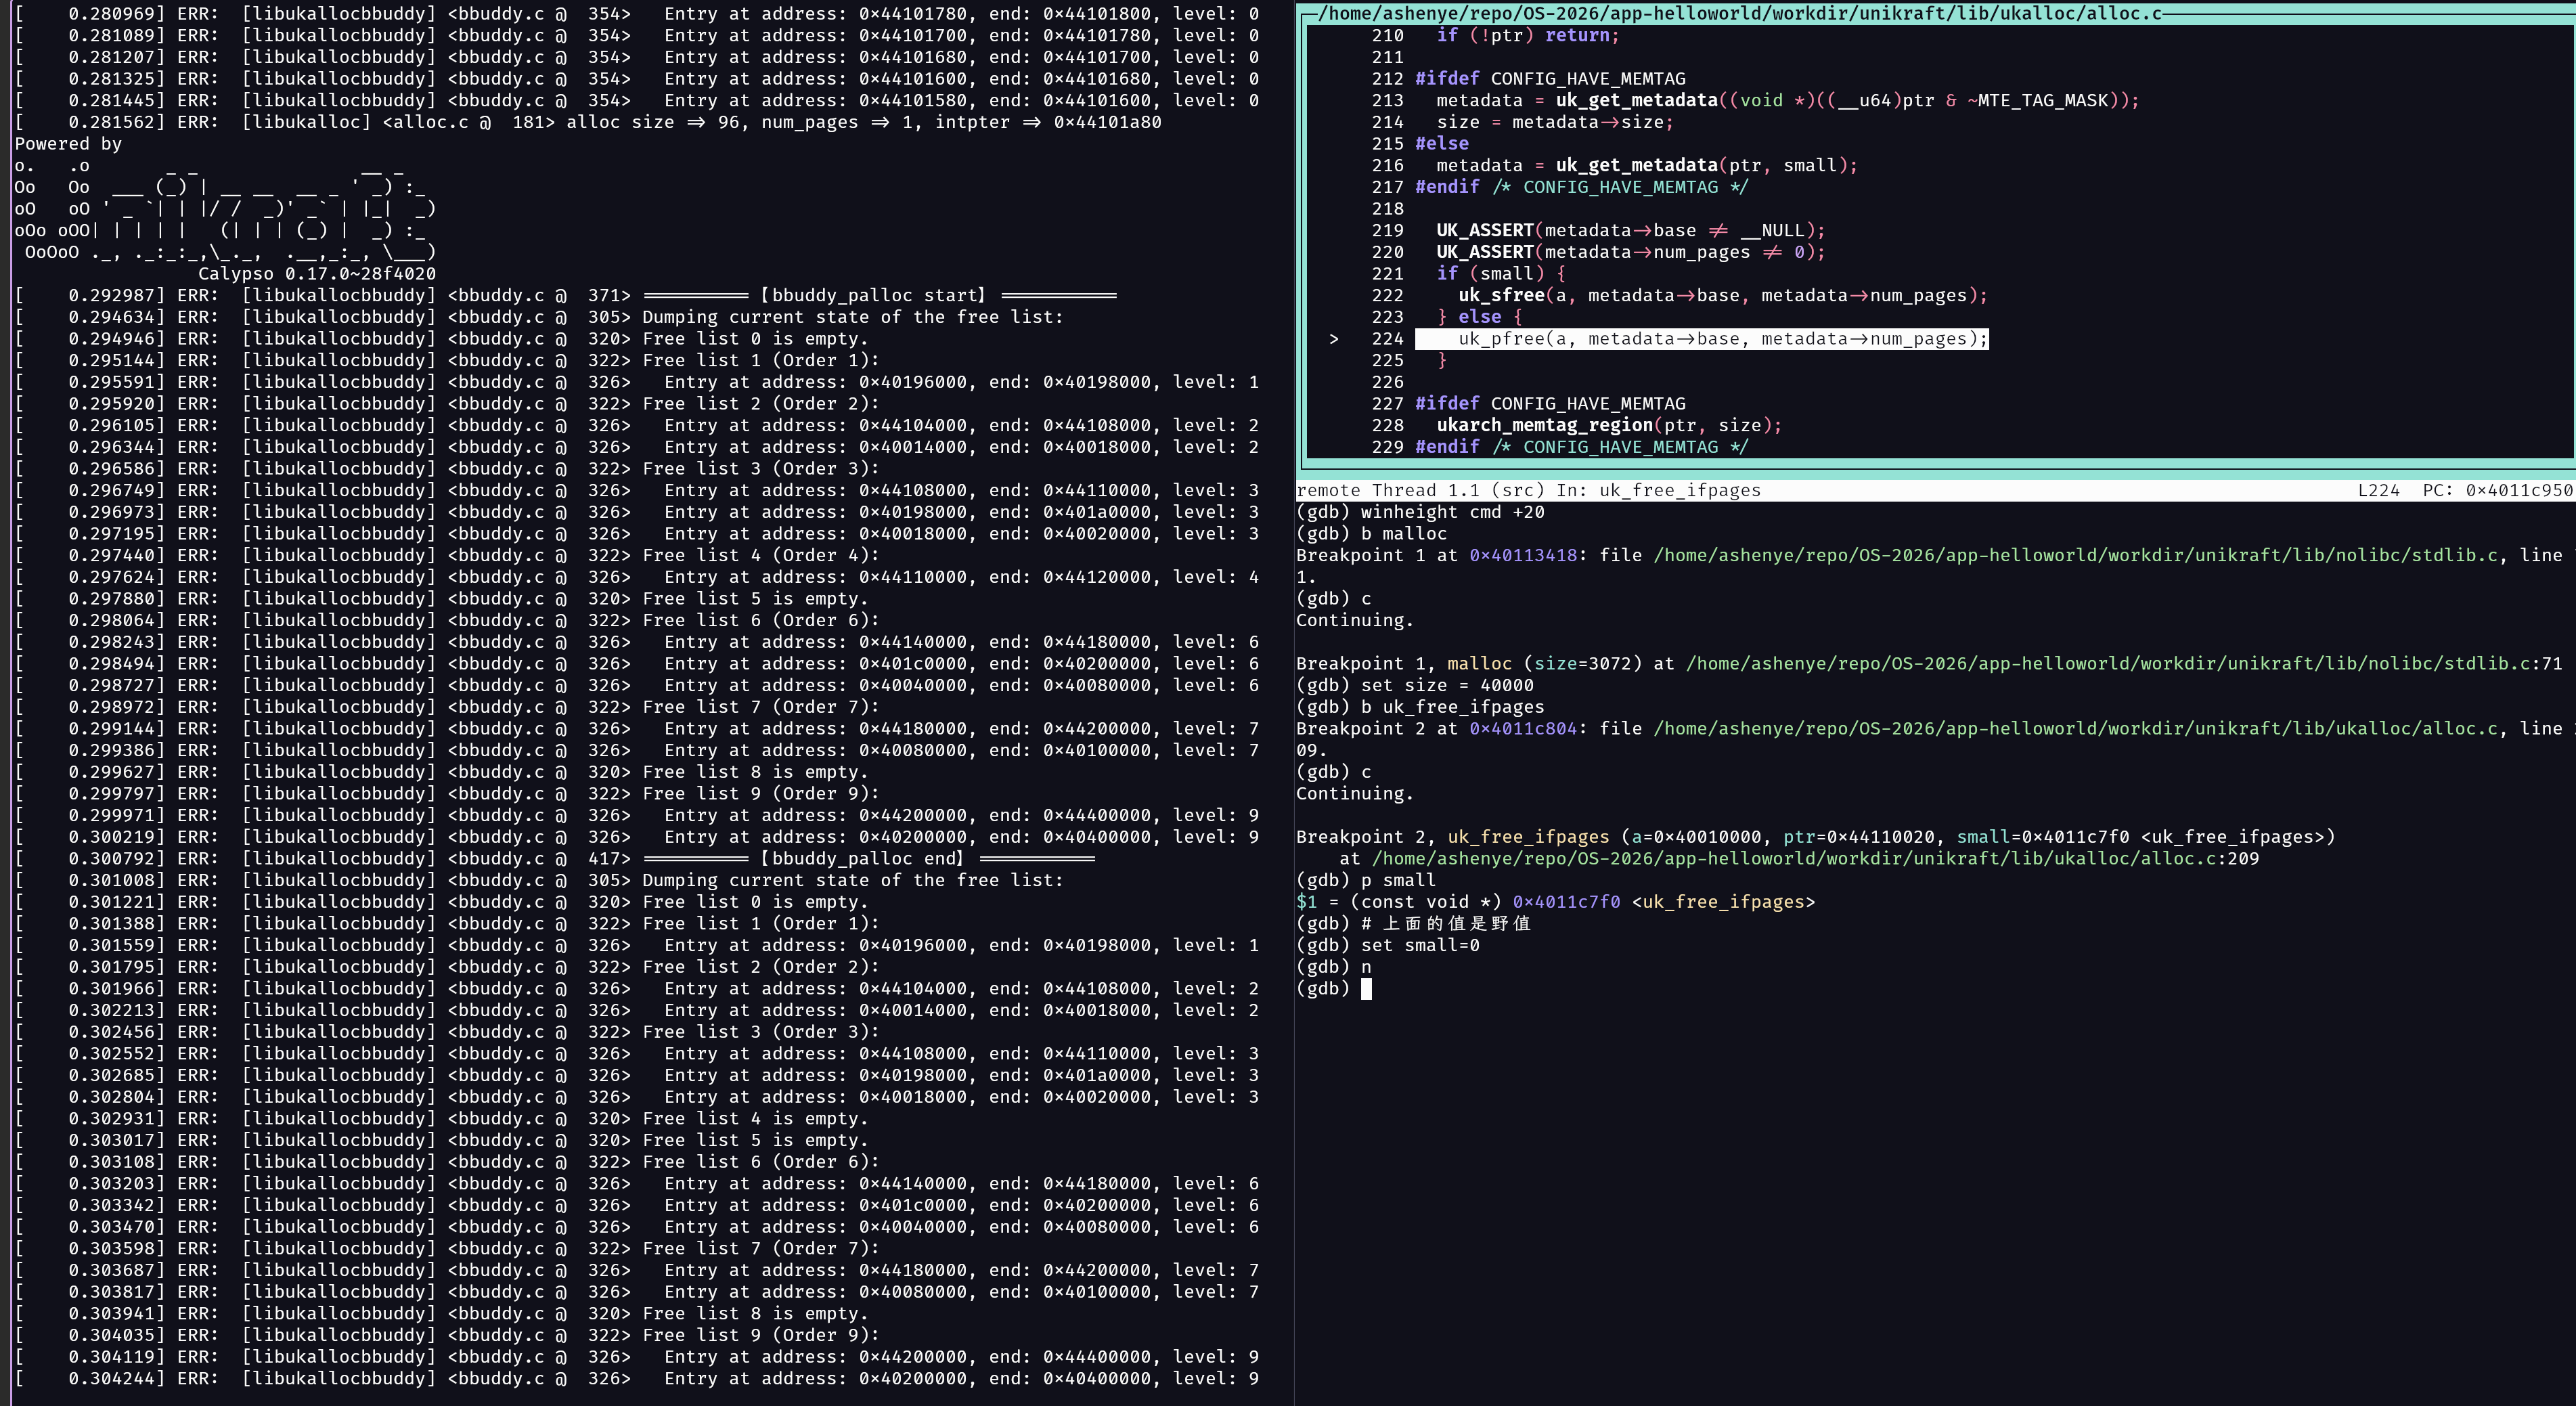 [    0.280969] ERR:  [libukallocbbuddy] <bbuddy.c @  354>   Entry at address: 0x44101780, end: 0x44101800, level: 0
[    0.281089] ERR:  [libukallocbbuddy] <bbuddy.c @  354>   Entry at address: 0x44101700, end: 0x44101780, level: 0
[    0.281207] ERR:  [libukallocbbuddy] <bbuddy.c @  354>   Entry at address: 0x44101680, end: 0x44101700, level: 0
[    0.281325] ERR:  [libukallocbbuddy] <bbuddy.c @  354>   Entry at address: 0x44101600, end: 0x44101680, level: 0
[    0.281445] ERR:  [libukallocbbuddy] <bbuddy.c @  354>   Entry at address: 0x44101580, end: 0x44101600, level: 0
[    0.281562] ERR:  [libukalloc] <alloc.c @  181> alloc size => 96, num_pages => 1, intpter => 0x44101a80
Powered by
o.   .o       _ _               __ _
Oo   Oo  ___ (_) | __ __  __ _ ' _) :_
oO   oO ' _ `| | |/ /  _)' _` | |_|  _)
oOo oOO| | | | |   (| | | (_) |  _) :_
 OoOoO ._, ._:_:_,\_._,  .__,_:_, \___)
                 Calypso 0.17.0~28f4020
[    0.292987] ERR:  [libukallocbbuddy] <bbuddy.c @  371> ==========【bbuddy_palloc start】===========
[    0.294634] ERR:  [libukallocbbuddy] <bbuddy.c @  305> Dumping current state of the free list:
[    0.294946] ERR:  [libukallocbbuddy] <bbuddy.c @  320> Free list 0 is empty.
[    0.295144] ERR:  [libukallocbbuddy] <bbuddy.c @  322> Free list 1 (Order 1):
[    0.295591] ERR:  [libukallocbbuddy] <bbuddy.c @  326>   Entry at address: 0x40196000, end: 0x40198000, level: 1
[    0.295920] ERR:  [libukallocbbuddy] <bbuddy.c @  322> Free list 2 (Order 2):
[    0.296105] ERR:  [libukallocbbuddy] <bbuddy.c @  326>   Entry at address: 0x44104000, end: 0x44108000, level: 2
[    0.296344] ERR:  [libukallocbbuddy] <bbuddy.c @  326>   Entry at address: 0x40014000, end: 0x40018000, level: 2
[    0.296586] ERR:  [libukallocbbuddy] <bbuddy.c @  322> Free list 3 (Order 3):
[    0.296749] ERR:  [libukallocbbuddy] <bbuddy.c @  326>   Entry at address: 0x44108000, end: 0x44110000, level: 3
[    0.296973] ERR:  [libukallocbbuddy] <bbuddy.c @  326>   Entry at address: 0x40198000, end: 0x401a0000, level: 3
[    0.297195] ERR:  [libukallocbbuddy] <bbuddy.c @  326>   Entry at address: 0x40018000, end: 0x40020000, level: 3
[    0.297440] ERR:  [libukallocbbuddy] <bbuddy.c @  322> Free list 4 (Order 4):
[    0.297624] ERR:  [libukallocbbuddy] <bbuddy.c @  326>   Entry at address: 0x44110000, end: 0x44120000, level: 4
[    0.297880] ERR:  [libukallocbbuddy] <bbuddy.c @  320> Free list 5 is empty.
[    0.298064] ERR:  [libukallocbbuddy] <bbuddy.c @  322> Free list 6 (Order 6):
[    0.298243] ERR:  [libukallocbbuddy] <bbuddy.c @  326>   Entry at address: 0x44140000, end: 0x44180000, level: 6
[    0.298494] ERR:  [libukallocbbuddy] <bbuddy.c @  326>   Entry at address: 0x401c0000, end: 0x40200000, level: 6
[    0.298727] ERR:  [libukallocbbuddy] <bbuddy.c @  326>   Entry at address: 0x40040000, end: 0x40080000, level: 6
[    0.298972] ERR:  [libukallocbbuddy] <bbuddy.c @  322> Free list 7 (Order 7):
[    0.299144] ERR:  [libukallocbbuddy] <bbuddy.c @  326>   Entry at address: 0x44180000, end: 0x44200000, level: 7
[    0.299386] ERR:  [libukallocbbuddy] <bbuddy.c @  326>   Entry at address: 0x40080000, end: 0x40100000, level: 7
[    0.299627] ERR:  [libukallocbbuddy] <bbuddy.c @  320> Free list 8 is empty.
[    0.299797] ERR:  [libukallocbbuddy] <bbuddy.c @  322> Free list 9 (Order 9):
[    0.299971] ERR:  [libukallocbbuddy] <bbuddy.c @  326>   Entry at address: 0x44200000, end: 0x44400000, level: 9
[    0.300219] ERR:  [libukallocbbuddy] <bbuddy.c @  326>   Entry at address: 0x40200000, end: 0x40400000, level: 9
[    0.300792] ERR:  [libukallocbbuddy] <bbuddy.c @  417> ==========【bbuddy_palloc end】===========
[    0.301008] ERR:  [libukallocbbuddy] <bbuddy.c @  305> Dumping current state of the free list:
[    0.301221] ERR:  [libukallocbbuddy] <bbuddy.c @  320> Free list 0 is empty.
[    0.301388] ERR:  [libukallocbbuddy] <bbuddy.c @  322> Free list 1 (Order 1):
[    0.301559] ERR:  [libukallocbbuddy] <bbuddy.c @  326>   Entry at address: 0x40196000, end: 0x40198000, level: 1
[    0.301795] ERR:  [libukallocbbuddy] <bbuddy.c @  322> Free list 2 (Order 2):
[    0.301966] ERR:  [libukallocbbuddy] <bbuddy.c @  326>   Entry at address: 0x44104000, end: 0x44108000, level: 2
[    0.302213] ERR:  [libukallocbbuddy] <bbuddy.c @  326>   Entry at address: 0x40014000, end: 0x40018000, level: 2
[    0.302456] ERR:  [libukallocbbuddy] <bbuddy.c @  322> Free list 3 (Order 3):
[    0.302552] ERR:  [libukallocbbuddy] <bbuddy.c @  326>   Entry at address: 0x44108000, end: 0x44110000, level: 3
[    0.302685] ERR:  [libukallocbbuddy] <bbuddy.c @  326>   Entry at address: 0x40198000, end: 0x401a0000, level: 3
[    0.302804] ERR:  [libukallocbbuddy] <bbuddy.c @  326>   Entry at address: 0x40018000, end: 0x40020000, level: 3
[    0.302931] ERR:  [libukallocbbuddy] <bbuddy.c @  320> Free list 4 is empty.
[    0.303017] ERR:  [libukallocbbuddy] <bbuddy.c @  320> Free list 5 is empty.
[    0.303108] ERR:  [libukallocbbuddy] <bbuddy.c @  322> Free list 6 (Order 6):
[    0.303203] ERR:  [libukallocbbuddy] <bbuddy.c @  326>   Entry at address: 0x44140000, end: 0x44180000, level: 6
[    0.303342] ERR:  [libukallocbbuddy] <bbuddy.c @  326>   Entry at address: 0x401c0000, end: 0x40200000, level: 6
[    0.303470] ERR:  [libukallocbbuddy] <bbuddy.c @  326>   Entry at address: 0x40040000, end: 0x40080000, level: 6
[    0.303598] ERR:  [libukallocbbuddy] <bbuddy.c @  322> Free list 7 (Order 7):
[    0.303687] ERR:  [libukallocbbuddy] <bbuddy.c @  326>   Entry at address: 0x44180000, end: 0x44200000, level: 7
[    0.303817] ERR:  [libukallocbbuddy] <bbuddy.c @  326>   Entry at address: 0x40080000, end: 0x40100000, level: 7
[    0.303941] ERR:  [libukallocbbuddy] <bbuddy.c @  320> Free list 8 is empty.
[    0.304035] ERR:  [libukallocbbuddy] <bbuddy.c @  322> Free list 9 (Order 9):
[    0.304119] ERR:  [libukallocbbuddy] <bbuddy.c @  326>   Entry at address: 0x44200000, end: 0x44400000, level: 9
[    0.304244] ERR:  [libukallocbbuddy] <bbuddy.c @  326>   Entry at address: 0x40200000, end: 0x40400000, level: 9
/home/ashenye/repo/OS-2026/app-helloworld/workdir/unikraft/lib/ukalloc/alloc.c
210   if (!ptr) return;
211
212 #ifdef CONFIG_HAVE_MEMTAG
213   metadata = uk_get_metadata((void *)((__u64)ptr & ~MTE_TAG_MASK));
214   size = metadata->size;
215 #else
216   metadata = uk_get_metadata(ptr, small);
217 #endif /* CONFIG_HAVE_MEMTAG */
218
219   UK_ASSERT(metadata->base != __NULL);
220   UK_ASSERT(metadata->num_pages != 0);
221   if (small) {
222     uk_sfree(a, metadata->base, metadata->num_pages);
223   } else {
> 224     uk_pfree(a, metadata->base, metadata->num_pages);
225   }
226
227 #ifdef CONFIG_HAVE_MEMTAG
228   ukarch_memtag_region(ptr, size);
229 #endif /* CONFIG_HAVE_MEMTAG */
remote Thread 1.1 (src) In: uk_free_ifpages L224 PC: 0x4011c950
(gdb) winheight cmd +20
(gdb) b malloc
Breakpoint 1 at 0x40113418: file /home/ashenye/repo/OS-2026/app-helloworld/workdir/unikraft/lib/nolibc/stdlib.c, line
1.
(gdb) c
Continuing.
Breakpoint 1, malloc (size=3072) at /home/ashenye/repo/OS-2026/app-helloworld/workdir/unikraft/lib/nolibc/stdlib.c:71
(gdb) set size = 40000
(gdb) b uk_free_ifpages
Breakpoint 2 at 0x4011c804: file /home/ashenye/repo/OS-2026/app-helloworld/workdir/unikraft/lib/ukalloc/alloc.c, line
09.
(gdb) c
Continuing.
Breakpoint 2, uk_free_ifpages (a=0x40010000, ptr=0x44110020, small=0x4011c7f0 <uk_free_ifpages>)
    at /home/ashenye/repo/OS-2026/app-helloworld/workdir/unikraft/lib/ukalloc/alloc.c:209
(gdb) p small
$1 = (const void *) 0x4011c7f0 <uk_free_ifpages>
(gdb) # 上面的值是野值
(gdb) set small=0
(gdb) n
(gdb)